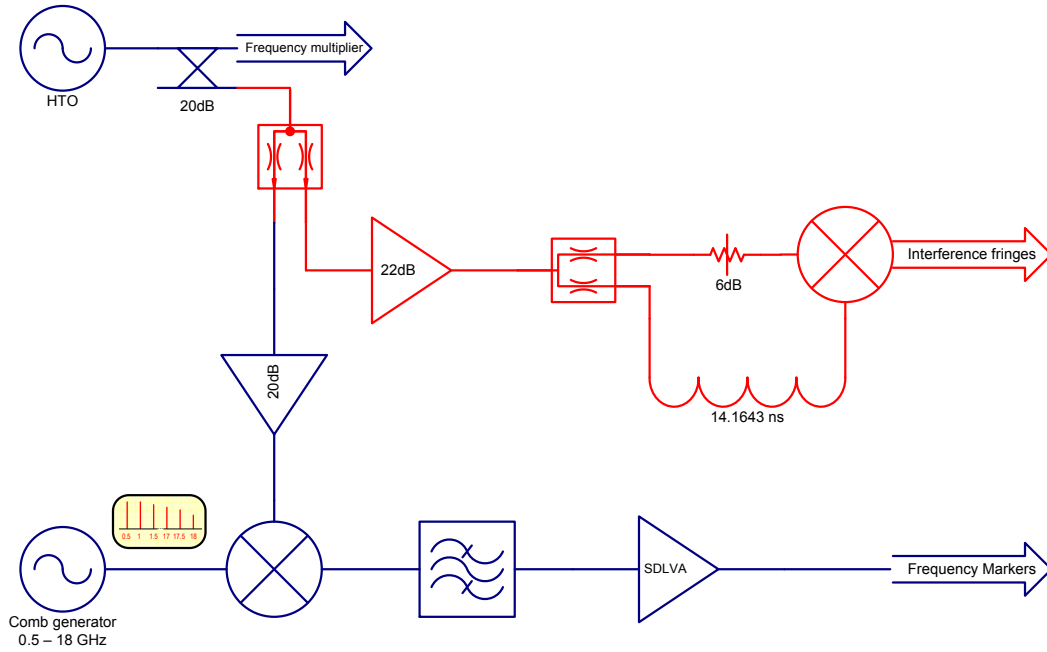 Frequency multiplier
HTO
20dB
22dB
6dB
Interference fringes
20dB
14.1643 ns
0.5 1 1.5 17 17.5 18
SDLVA
Frequency Markers
Comb generator
0.5 – 18 GHz